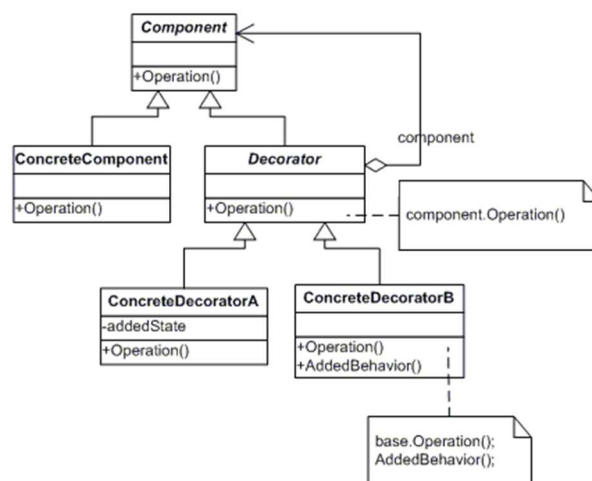 Component
+Operation()
component
ConcreteComponent
+Operation()
Decorator
+Operation()
component.Operation()
ConcreteDecoratorA
-addedState
+Operation()
ConcreteDecoratorB
+Operation()
+AddedBehavior()
base.Operation();
AddedBehavior();